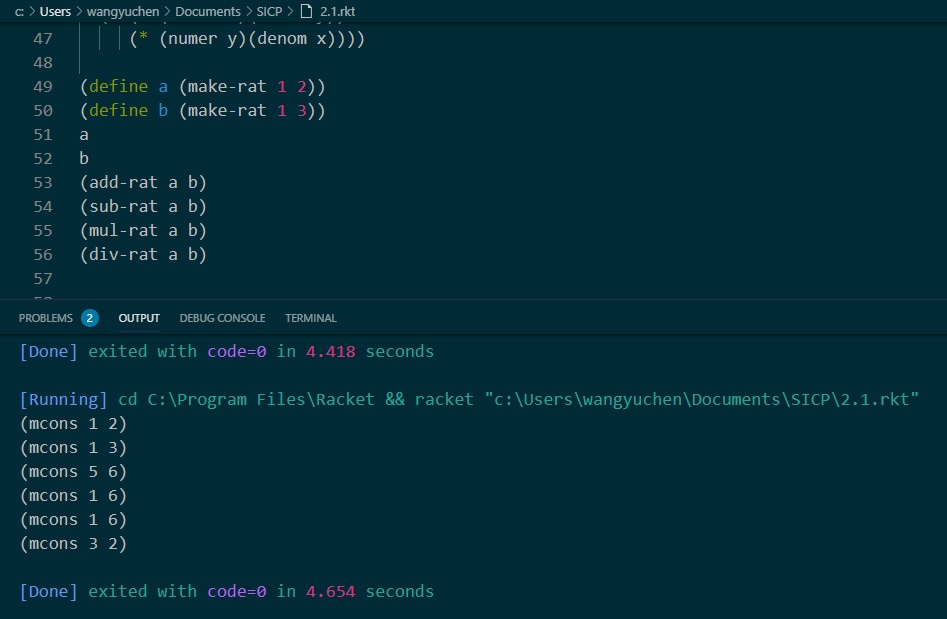 c: > Users > wangyuchen > Documents > SICP > 2.1.rkt
47 (* (numer y)(denom x))))
48
49 (define a (make-rat 1 2))
50 (define b (make-rat 1 3))
51 a
52 b
53 (add-rat a b)
54 (sub-rat a b)
55 (mul-rat a b)
56 (div-rat a b)
57
PROBLEMS 2 OUTPUT DEBUG CONSOLE TERMINAL
[Done] exited with code=0 in 4.418 seconds
[Running] cd C:\Program Files\Racket && racket "c:\Users\wangyuchen\Documents\SICP\2.1.rkt"
(mcons 1 2)
(mcons 1 3)
(mcons 5 6)
(mcons 1 6)
(mcons 1 6)
(mcons 3 2)
[Done] exited with code=0 in 4.654 seconds